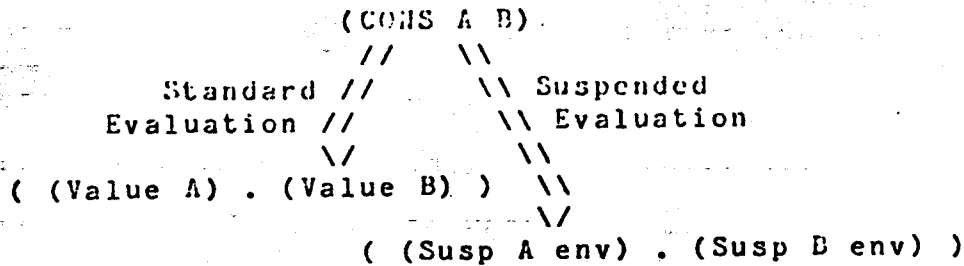 (CONS A B)
// \\
Standard // \\ Suspended
Evaluation // \\ Evaluation
\/ \\
( (Value A) . (Value B) ) \\
\/
( (Susp A env) . (Susp B env) )